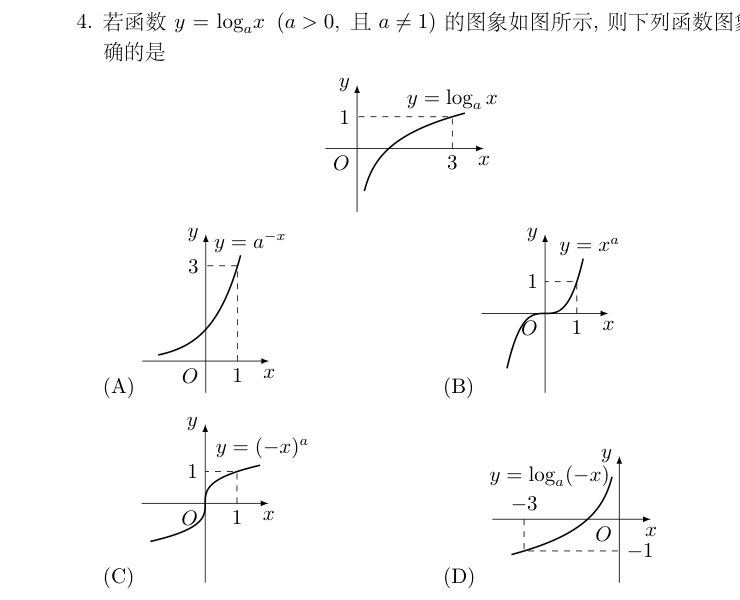 4. 若函数 y = logₐx (a > 0, 且 a ≠ 1) 的图象如图所示, 则下列函数图
确的是
y
y = logₐ x
1
O
3
x
y
y = a⁻ˣ
3
O
1
x
(A)
y
y = xᵃ
1
O
1
x
(B)
y
y = (−x)ᵃ
1
O
1
x
(C)
y
y = logₐ(−x)
−3
O
x
−1
(D)